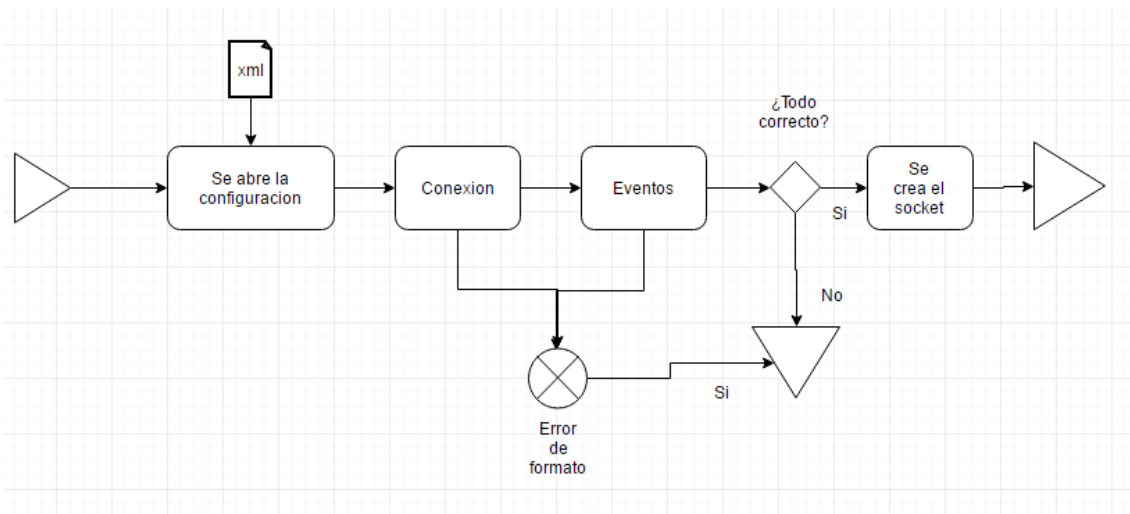 xml
¿Todo
correcto?
Se abre la
configuracion
Conexion
Eventos
Se
crea el
socket
Si
No
Si
Error
de
formato